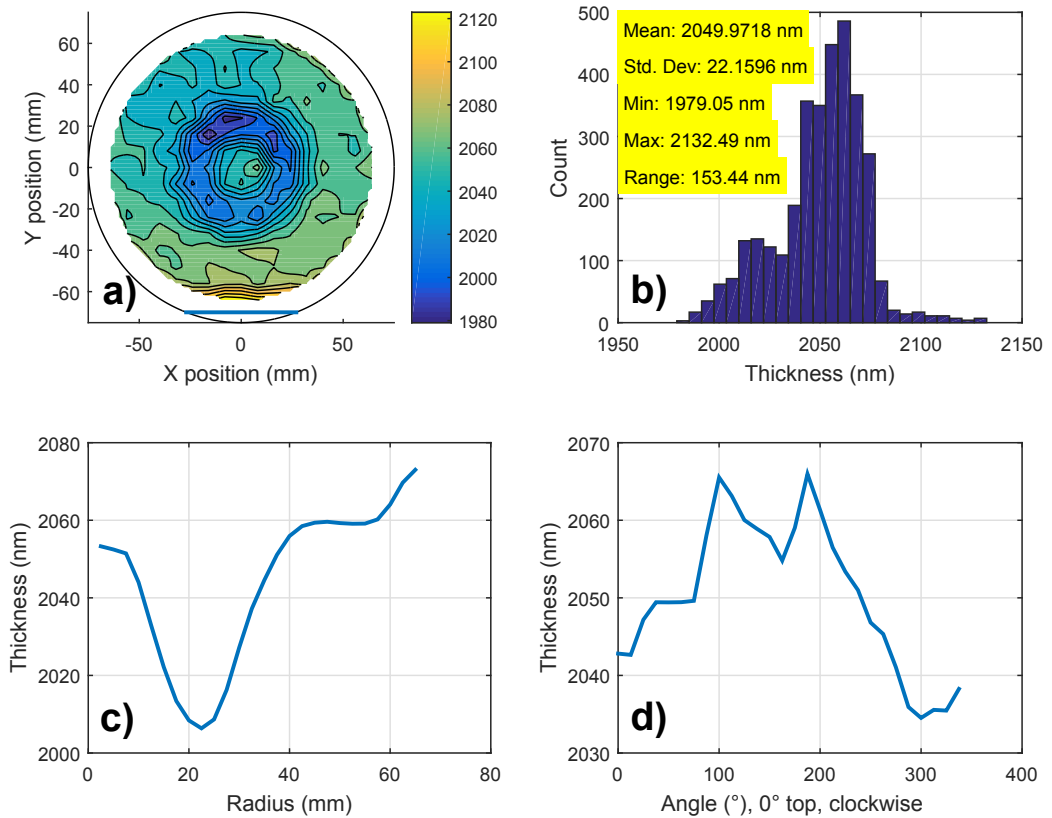 2120
2100
2080
2060
2040
2020
2000
1980
60
40
20
0
-20
-40
-60
Y position (mm)
-50
0
50
X position (mm)
a)
500
400
300
200
100
0
Count
Mean: 2049.9718 nm
Std. Dev: 22.1596 nm
Min: 1979.05 nm
Max: 2132.49 nm
Range: 153.44 nm
b)
1950
2000
2050
2100
2150
Thickness (nm)
2080
2060
2040
2020
2000
Thickness (nm)
c)
0
20
40
60
80
Radius (mm)
2070
2060
2050
2040
2030
Thickness (nm)
d)
0
100
200
300
400
Angle (°), 0° top, clockwise